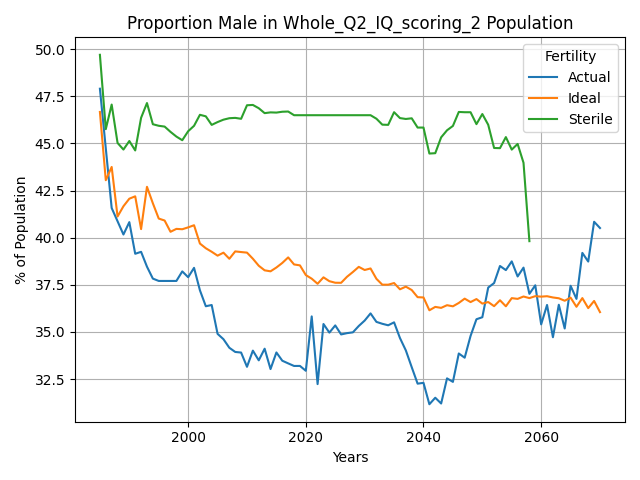 Proportion Male in Whole_Q2_IQ_scoring_2 Population
Fertility
Actual
Ideal
Sterile
% of Population
50.0
47.5
45.0
42.5
40.0
37.5
35.0
32.5
2000
2020
2040
2060
Years